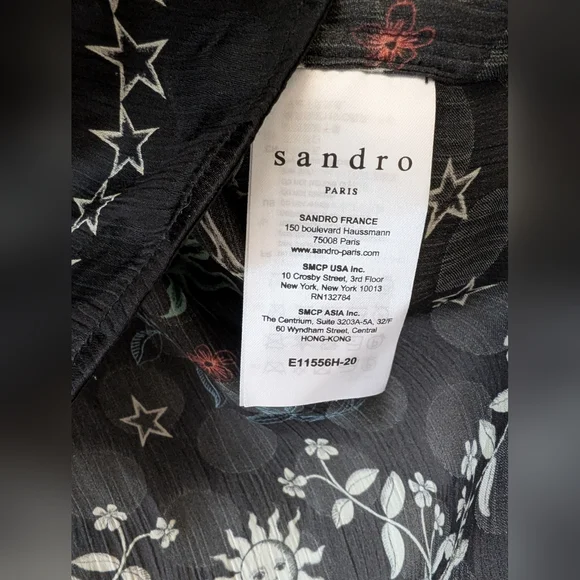 sandro
PARIS
SANDRO FRANCE
150 boulevard Haussmann
75008 Paris
www.sandro-paris.com
SMCP USA Inc.
10 Crosby Street, 3rd Floor
New York, New York 10013
RN132784
SMCP ASIA Inc.
The Centrium, Suite 3203A-5A, 32/F
60 Wyndham Street, Central
HONG-KONG
E11556H-20